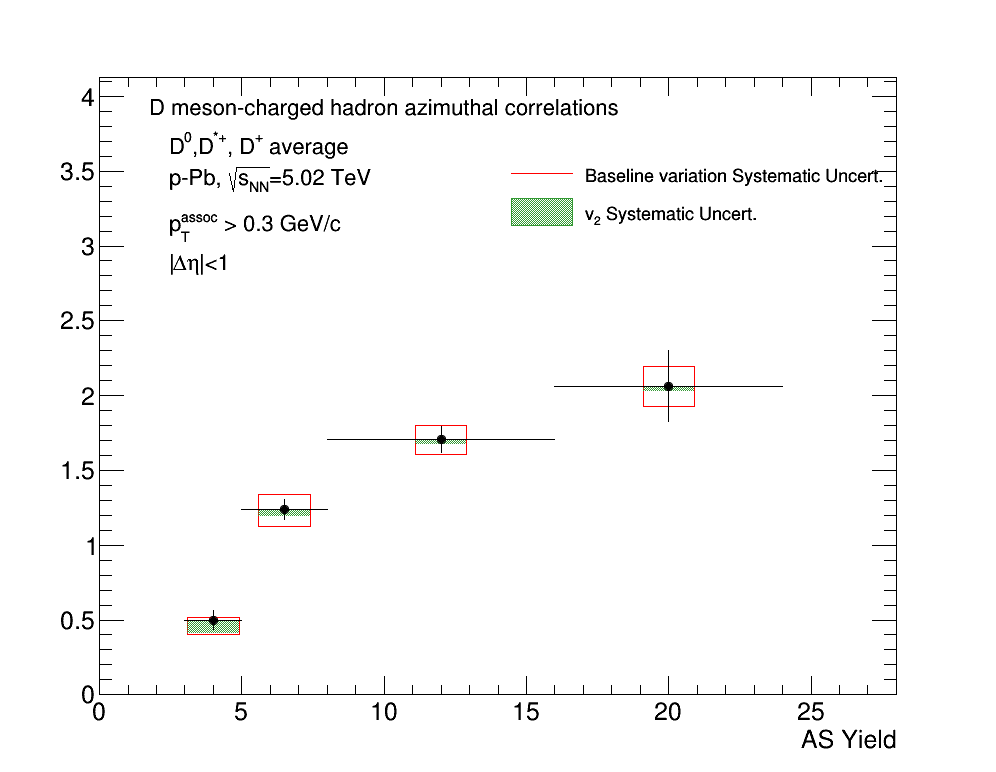 4
D meson-charged hadron azimuthal correlations
D⁰,D*⁺, D⁺ average
3.5
p-Pb, √sNN=5.02 TeV
Baseline variation Systematic Uncert.
v₂ Systematic Uncert.
pTassoc > 0.3 GeV/c
3
|Δη|<1
2.5
2
1.5
1
0.5
0
0 5 10 15 20 25
AS Yield